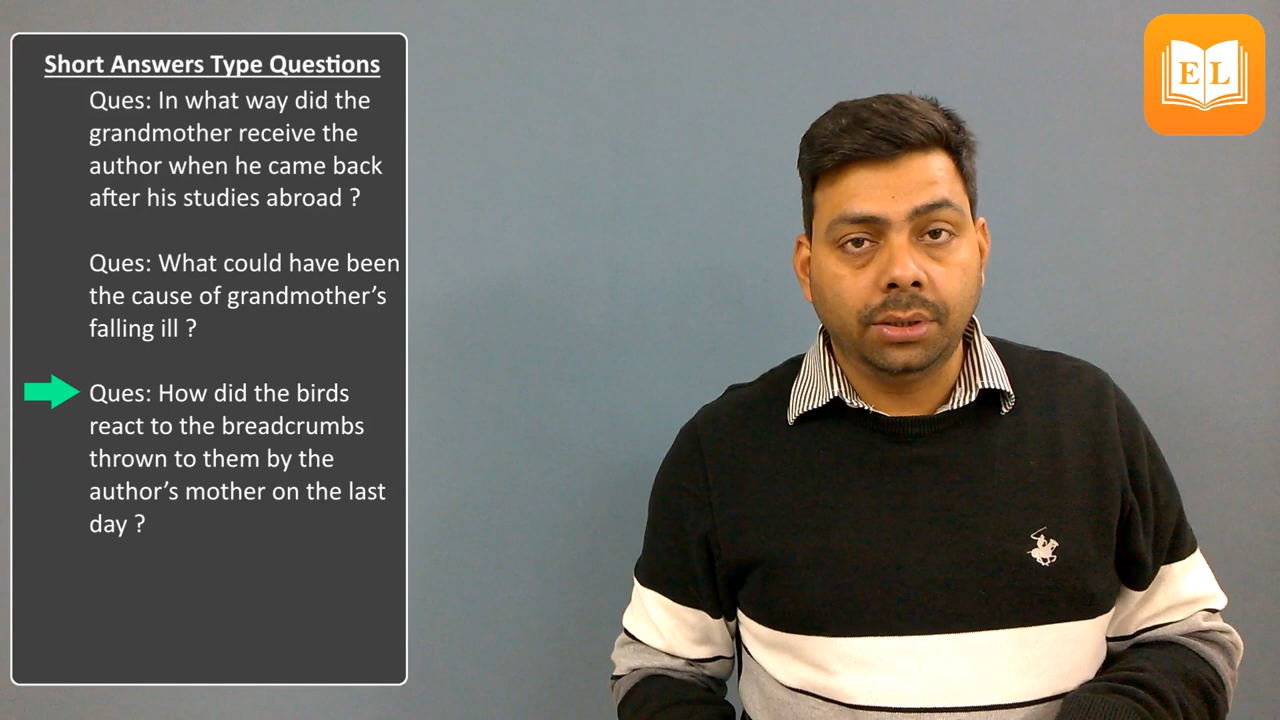 Short Answers Type Questions
Ques: In what way did the
grandmother receive the
author when he came back
after his studies abroad ?
Ques: What could have been
the cause of grandmother’s
falling ill ?
Ques: How did the birds
react to the breadcrumbs
thrown to them by the
author’s mother on the last
day ?
E L